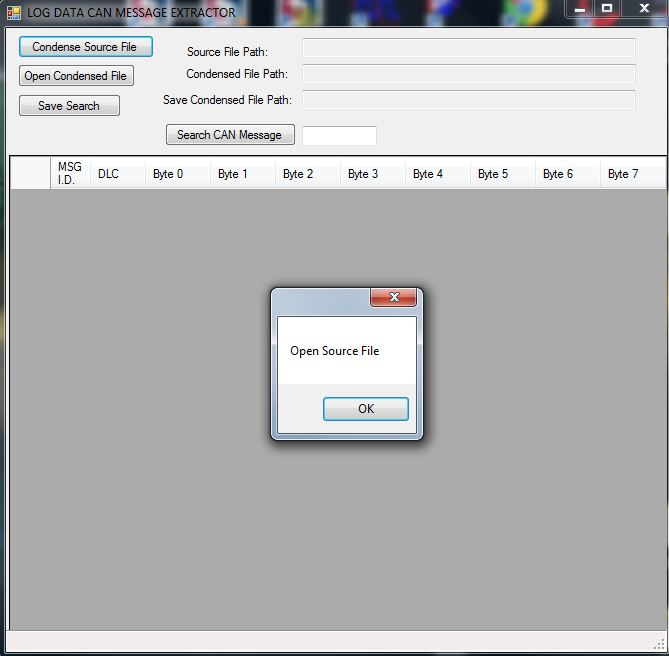 LOG DATA CAN MESSAGE EXTRACTOR
Condense Source File
Source File Path:
Open Condensed File
Condensed File Path:
Save Search
Save Condensed File Path:
Search CAN Message
MSG
I.D.
DLC
Byte 0
Byte 1
Byte 2
Byte 3
Byte 4
Byte 5
Byte 6
Byte 7
Open Source File
OK